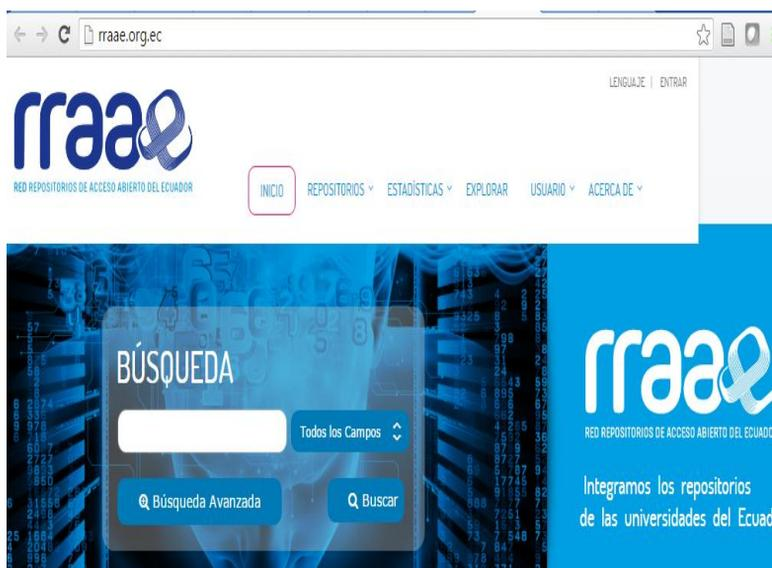 rraae.org.ec
LENGUAJE | ENTRAR
rraae
RED REPOSITORIOS DE ACCESO ABIERTO DEL ECUADOR
INICIO REPOSITORIOS ESTADÍSTICAS EXPLORAR USUARIO ACERCA DE
BÚSQUEDA
Todos los Campos
Búsqueda Avanzada Buscar
rraae
RED REPOSITORIOS DE ACCESO ABIERTO DEL ECUADO
Integramos los repositorios
de las universidades del Ecuad